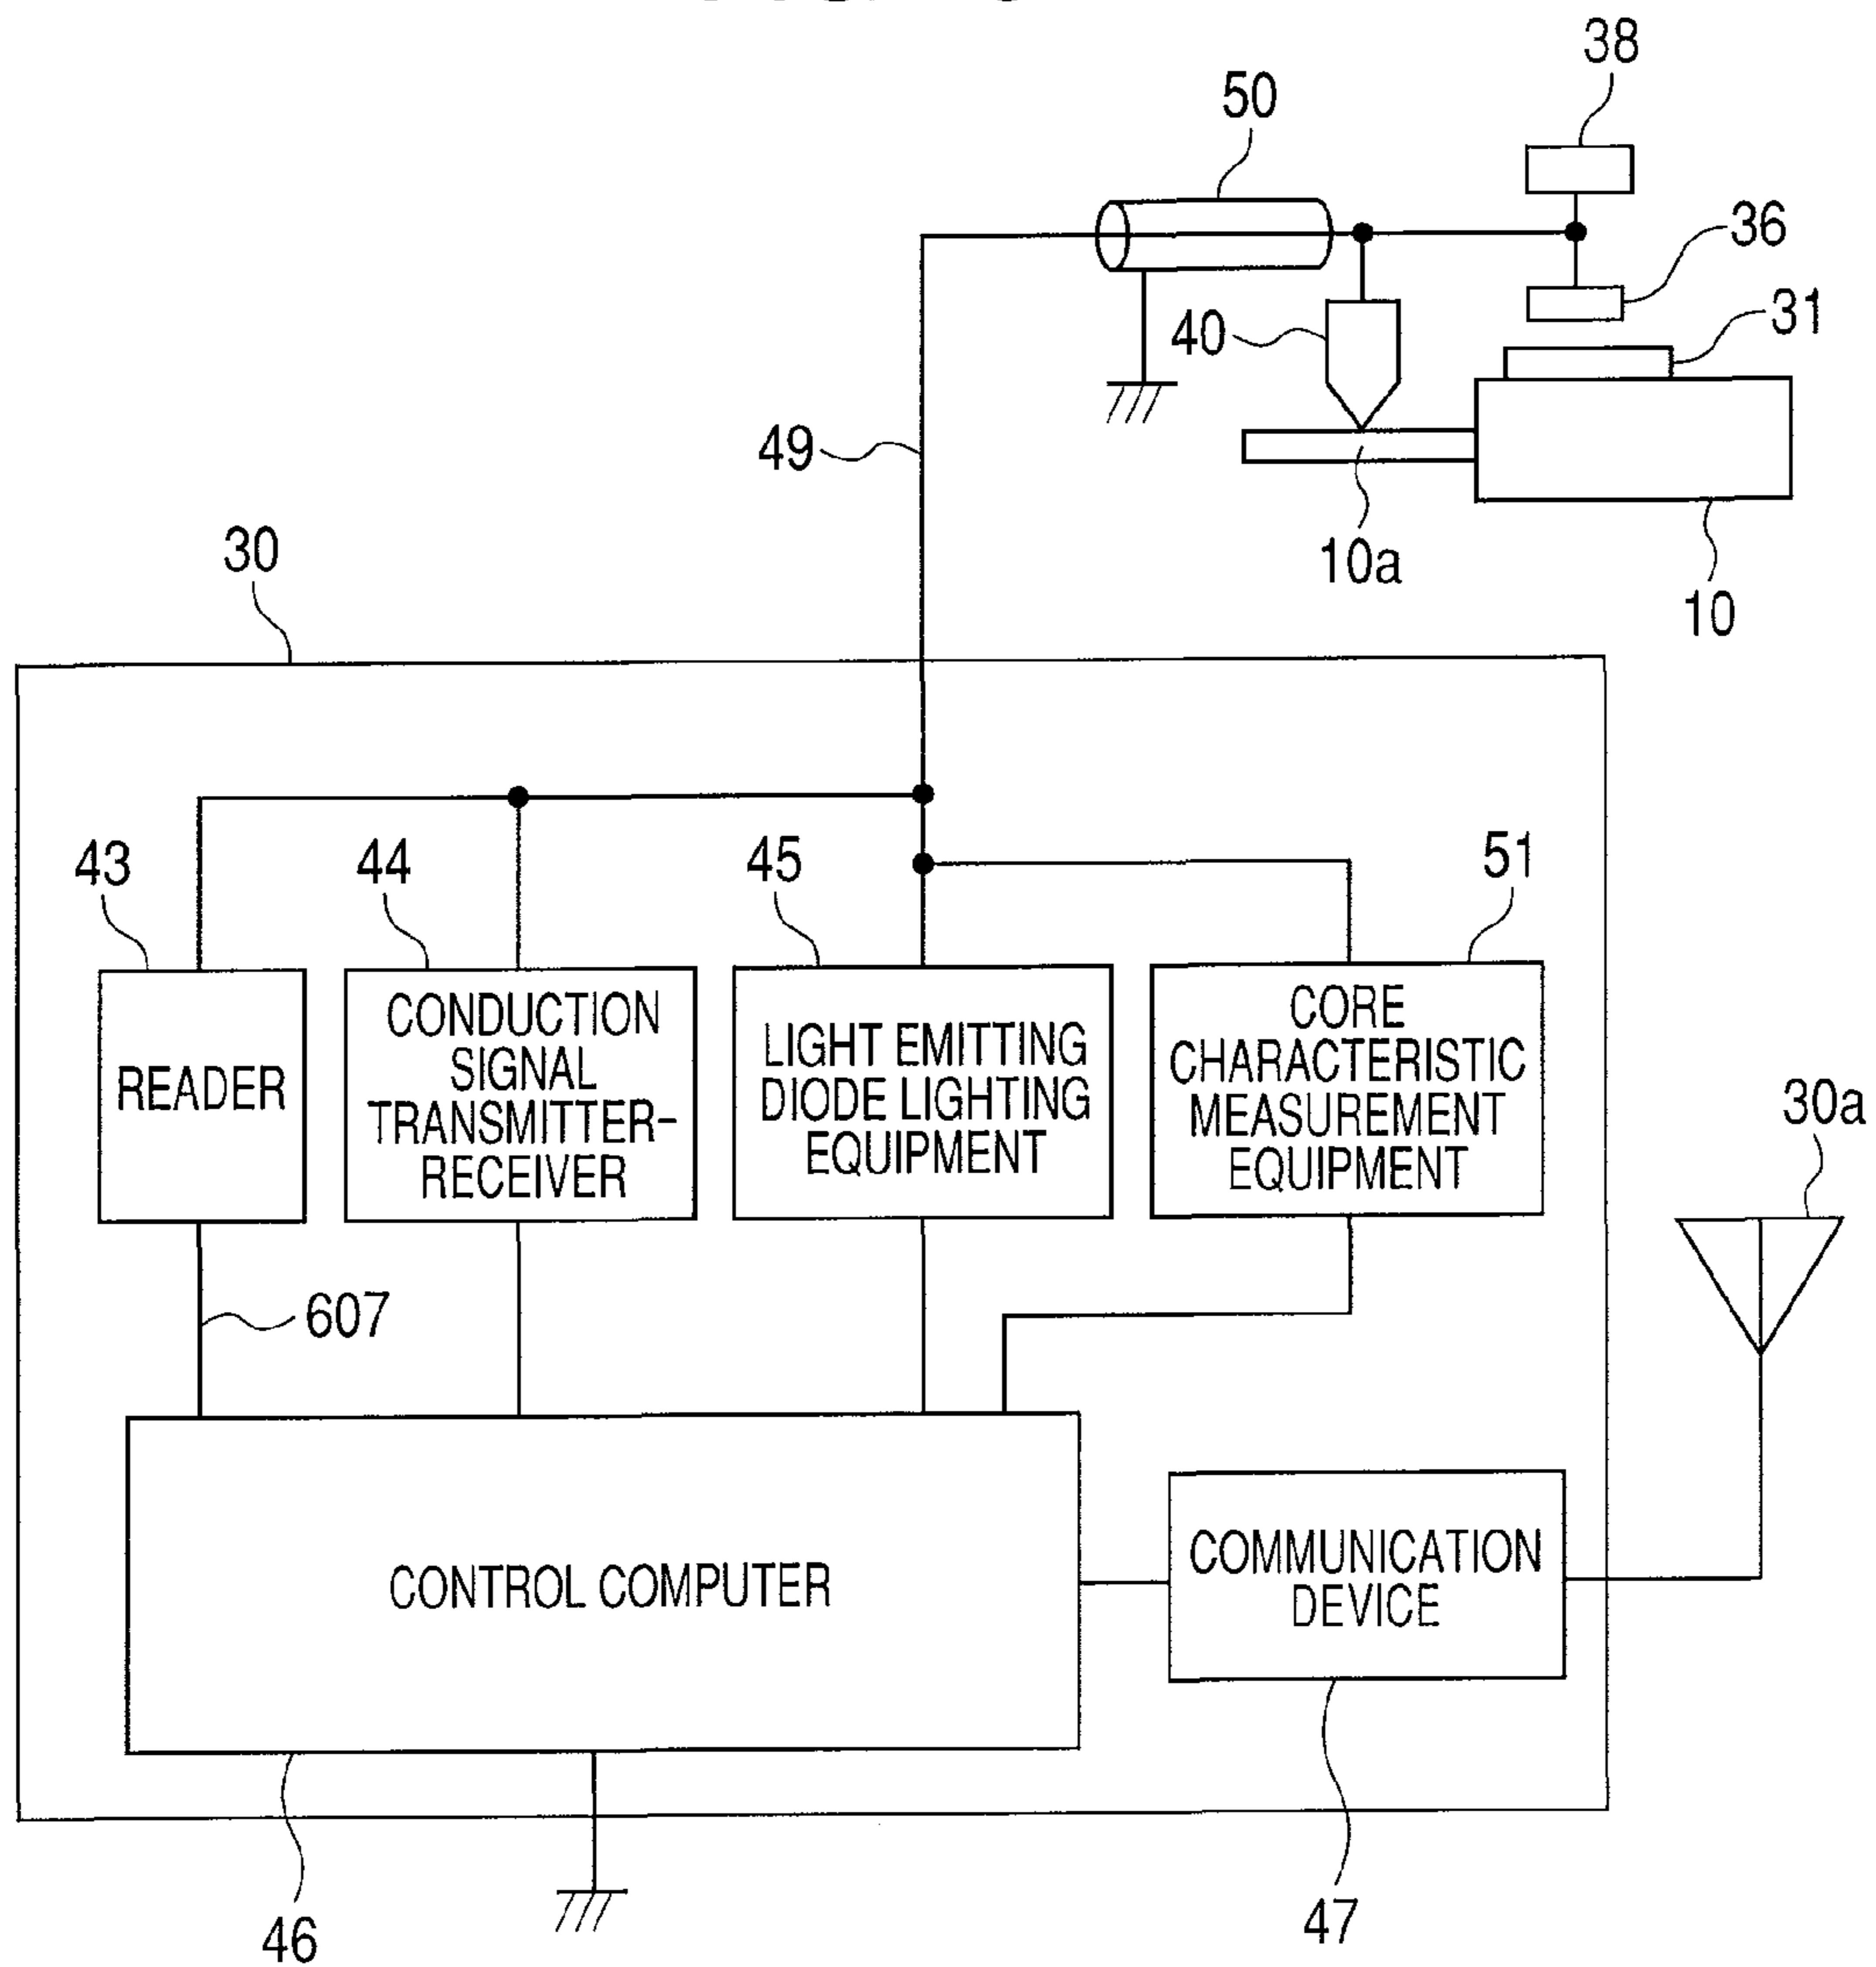 38
50
36
31
40
49
10a
10
30
43
44
45
51
READER
CONDUCTION
SIGNAL
TRANSMITTER-
RECEIVER
LIGHT EMITTING
DIODE LIGHTING
EQUIPMENT
CORE
CHARACTERISTIC
MEASUREMENT
EQUIPMENT
30a
607
CONTROL COMPUTER
COMMUNICATION
DEVICE
46
47